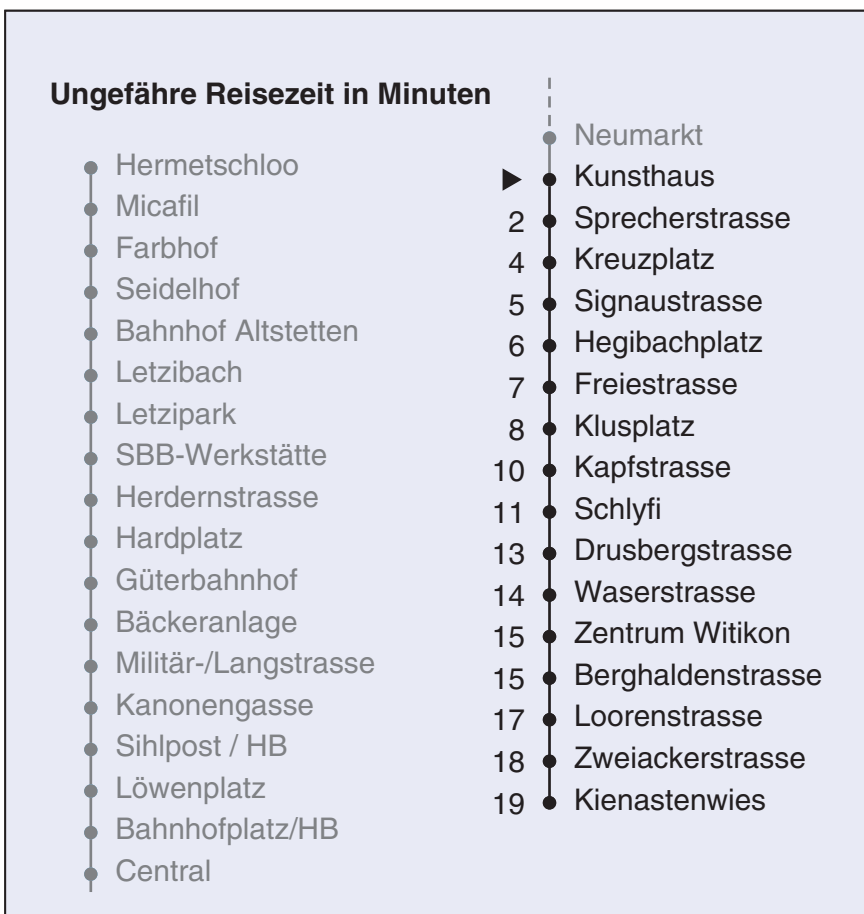 Ungefähre Reisezeit in Minuten
Hermetschloo
Micafil
Farbhof
Seidelhof
Bahnhof Altstetten
Letzibach
Letzipark
SBB-Werkstätte
Herdernstrasse
Hardplatz
Güterbahnhof
Bäckeranlage
Militär-/Langstrasse
Kanonengasse
Sihlpost / HB
Löwenplatz
Bahnhofplatz/HB
Central
Neumarkt
Kunsthaus
2 Sprecherstrasse
4 Kreuzplatz
5 Signaustrasse
6 Hegibachplatz
7 Freiestrasse
8 Klusplatz
10 Kapfstrasse
11 Schlyfi
13 Drusbergstrasse
14 Waserstrasse
15 Zentrum Witikon
15 Berghaldenstrasse
17 Loorenstrasse
18 Zweiackerstrasse
19 Kienastenwies